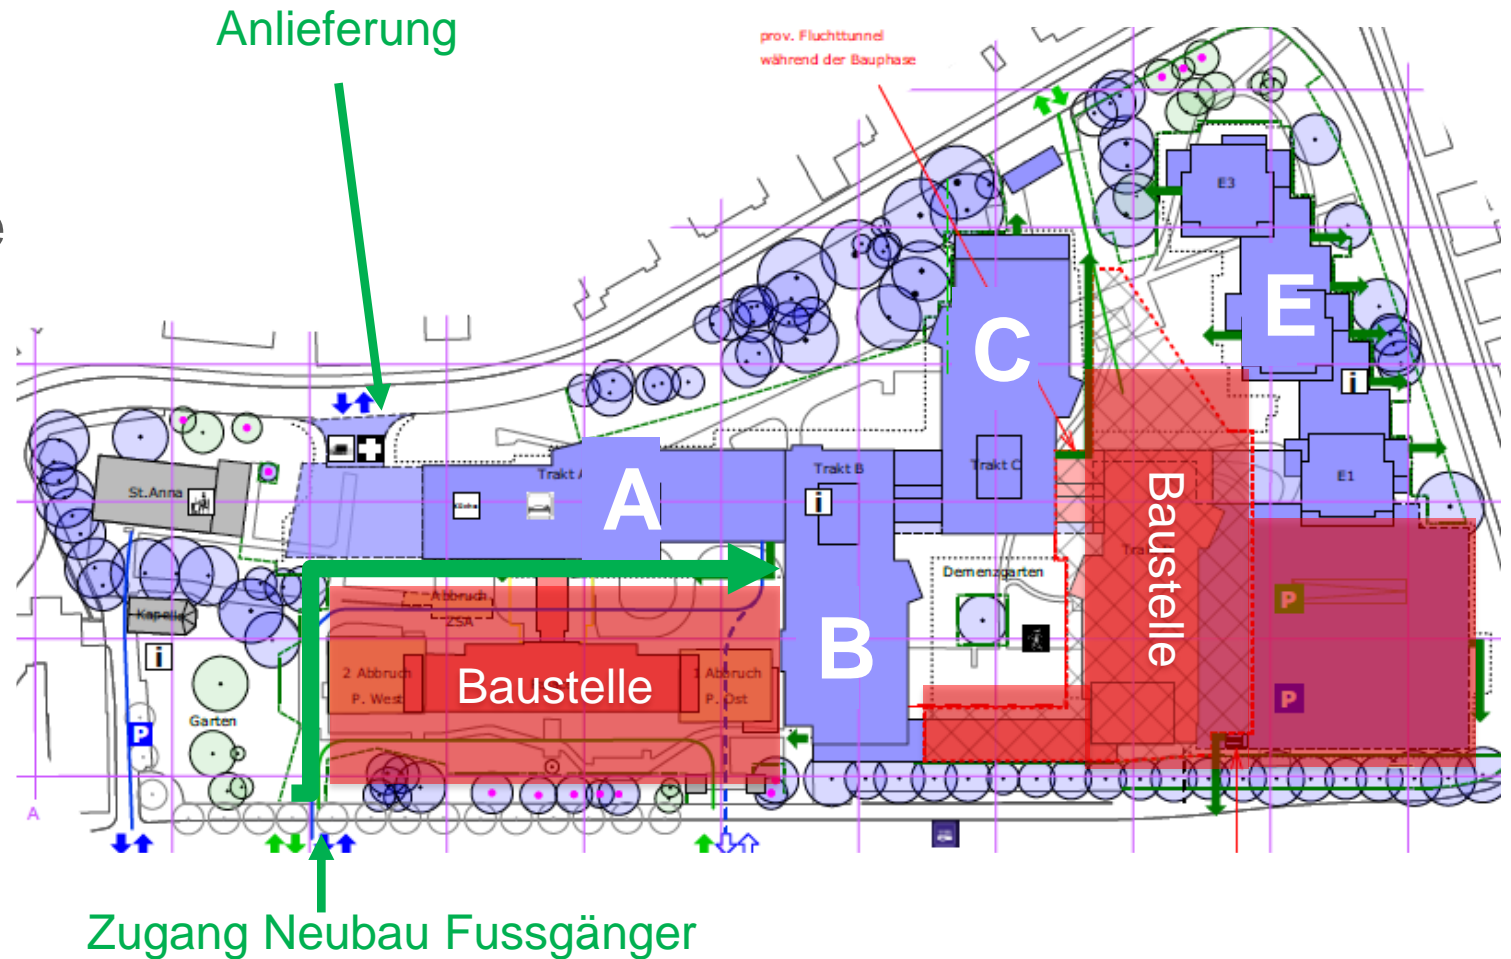 Anlieferung
prov. Fluchttunnel
während der Bauphase
e
E3
E
C
i
St.Anna
Trakt A
A
Trakt B
i
Trakt C
E1
Baustelle
Demenzgarten
Kapelle
Abbruch
ZSA
P
i
2 Abbruch
P. West
Baustelle
1 Abbruch
P. Ost
B
P
Garten
P
A
Zugang Neubau Fussgänger